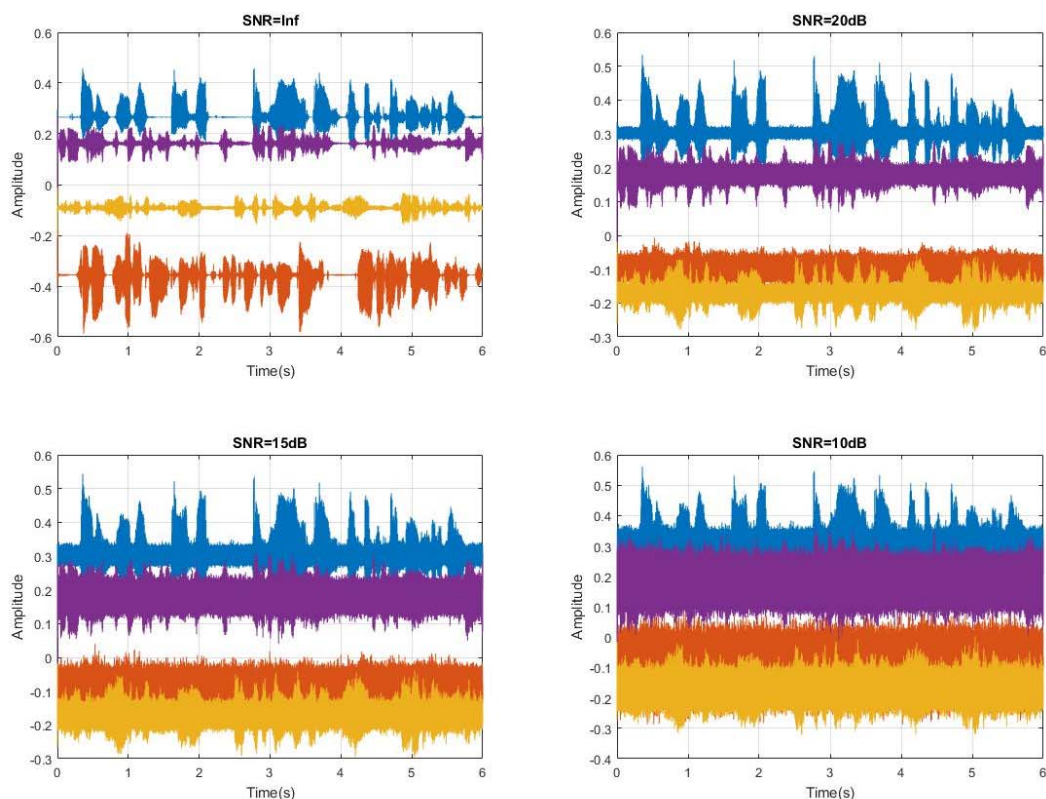 SNR=Inf
0.6
0.4
0.2
0
-0.2
-0.4
-0.6
Amplitude
0 1 2 3 4 5 6
Time(s)
SNR=20dB
0.6
0.5
0.4
0.3
0.2
0.1
0
-0.1
-0.2
-0.3
Amplitude
0 1 2 3 4 5 6
Time(s)
SNR=15dB
0.6
0.5
0.4
0.3
0.2
0.1
0
-0.1
-0.2
-0.3
Amplitude
0 1 2 3 4 5 6
Time(s)
SNR=10dB
0.6
0.5
0.4
0.3
0.2
0.1
0
-0.1
-0.2
-0.3
-0.4
Amplitude
0 1 2 3 4 5 6
Time(s)